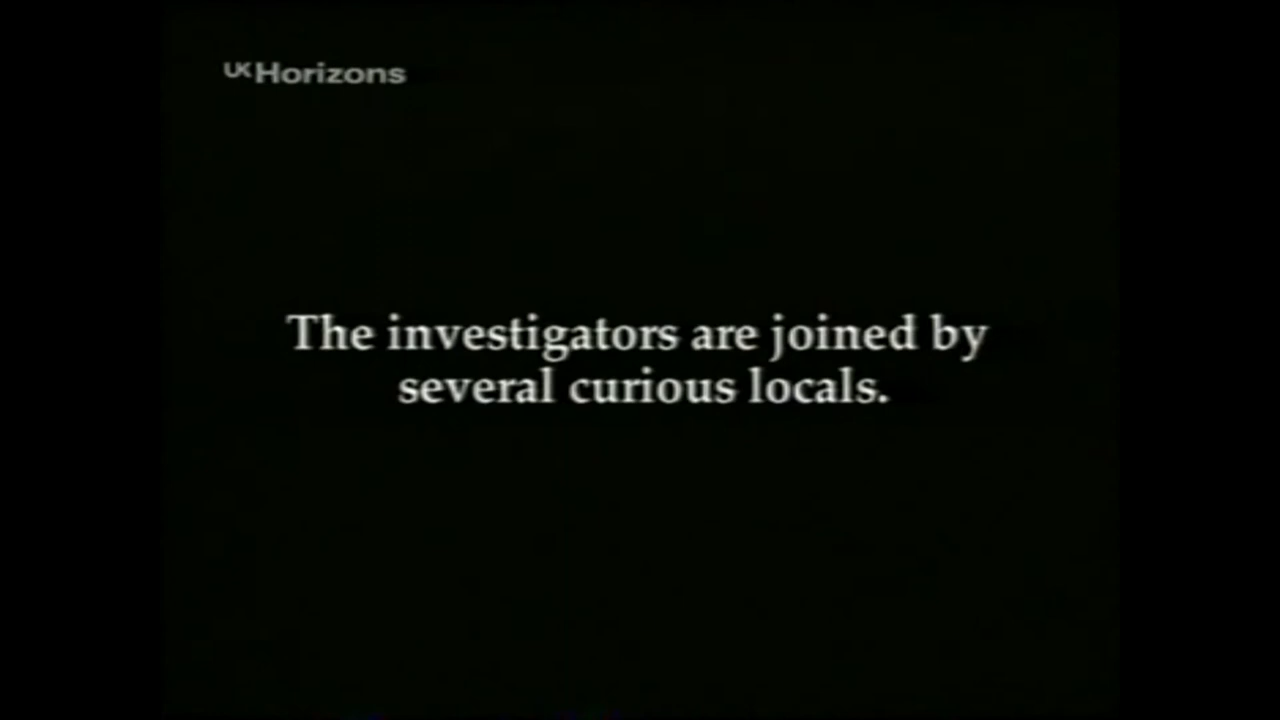 UKHorizons
The investigators are joined by
several curious locals.